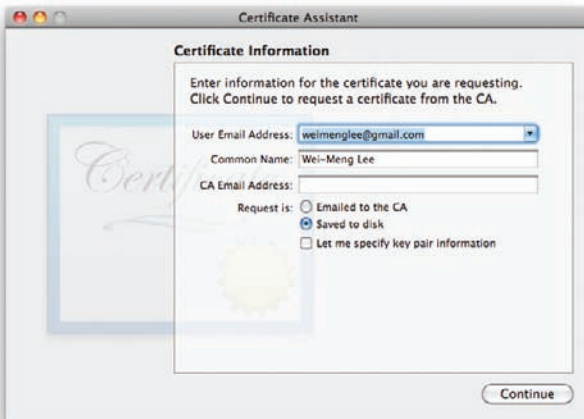 Certificate Assistant
Certificate Information
Enter information for the certificate you are requesting.
Click Continue to request a certificate from the CA.
User Email Address: weimenglee@gmail.com
Common Name: Wei-Meng Lee
CA Email Address:
Request is: Emailed to the CA
Saved to disk
Let me specify key pair information
Certificate
Continue